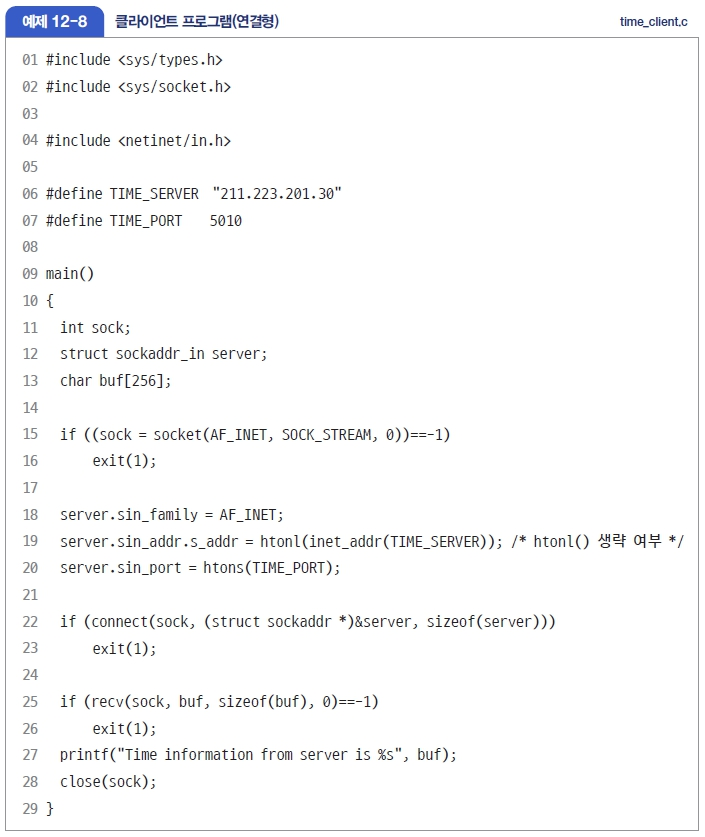 예제 12-8 클라이언트 프로그램(연결형) time_client.c
01 #include <sys/types.h>
02 #include <sys/socket.h>
03
04 #include <netinet/in.h>
05
06 #define TIME_SERVER "211.223.201.30"
07 #define TIME_PORT 5010
08
09 main()
10 {
11 int sock;
12 struct sockaddr_in server;
13 char buf[256];
14
15 if ((sock = socket(AF_INET, SOCK_STREAM, 0))==-1)
16 exit(1);
17
18 server.sin_family = AF_INET;
19 server.sin_addr.s_addr = htonl(inet_addr(TIME_SERVER)); /* htonl() 생략 여부 */
20 server.sin_port = htons(TIME_PORT);
21
22 if (connect(sock, (struct sockaddr *)&server, sizeof(server)))
23 exit(1);
24
25 if (recv(sock, buf, sizeof(buf), 0)==-1)
26 exit(1);
27 printf("Time information from server is %s", buf);
28 close(sock);
29 }